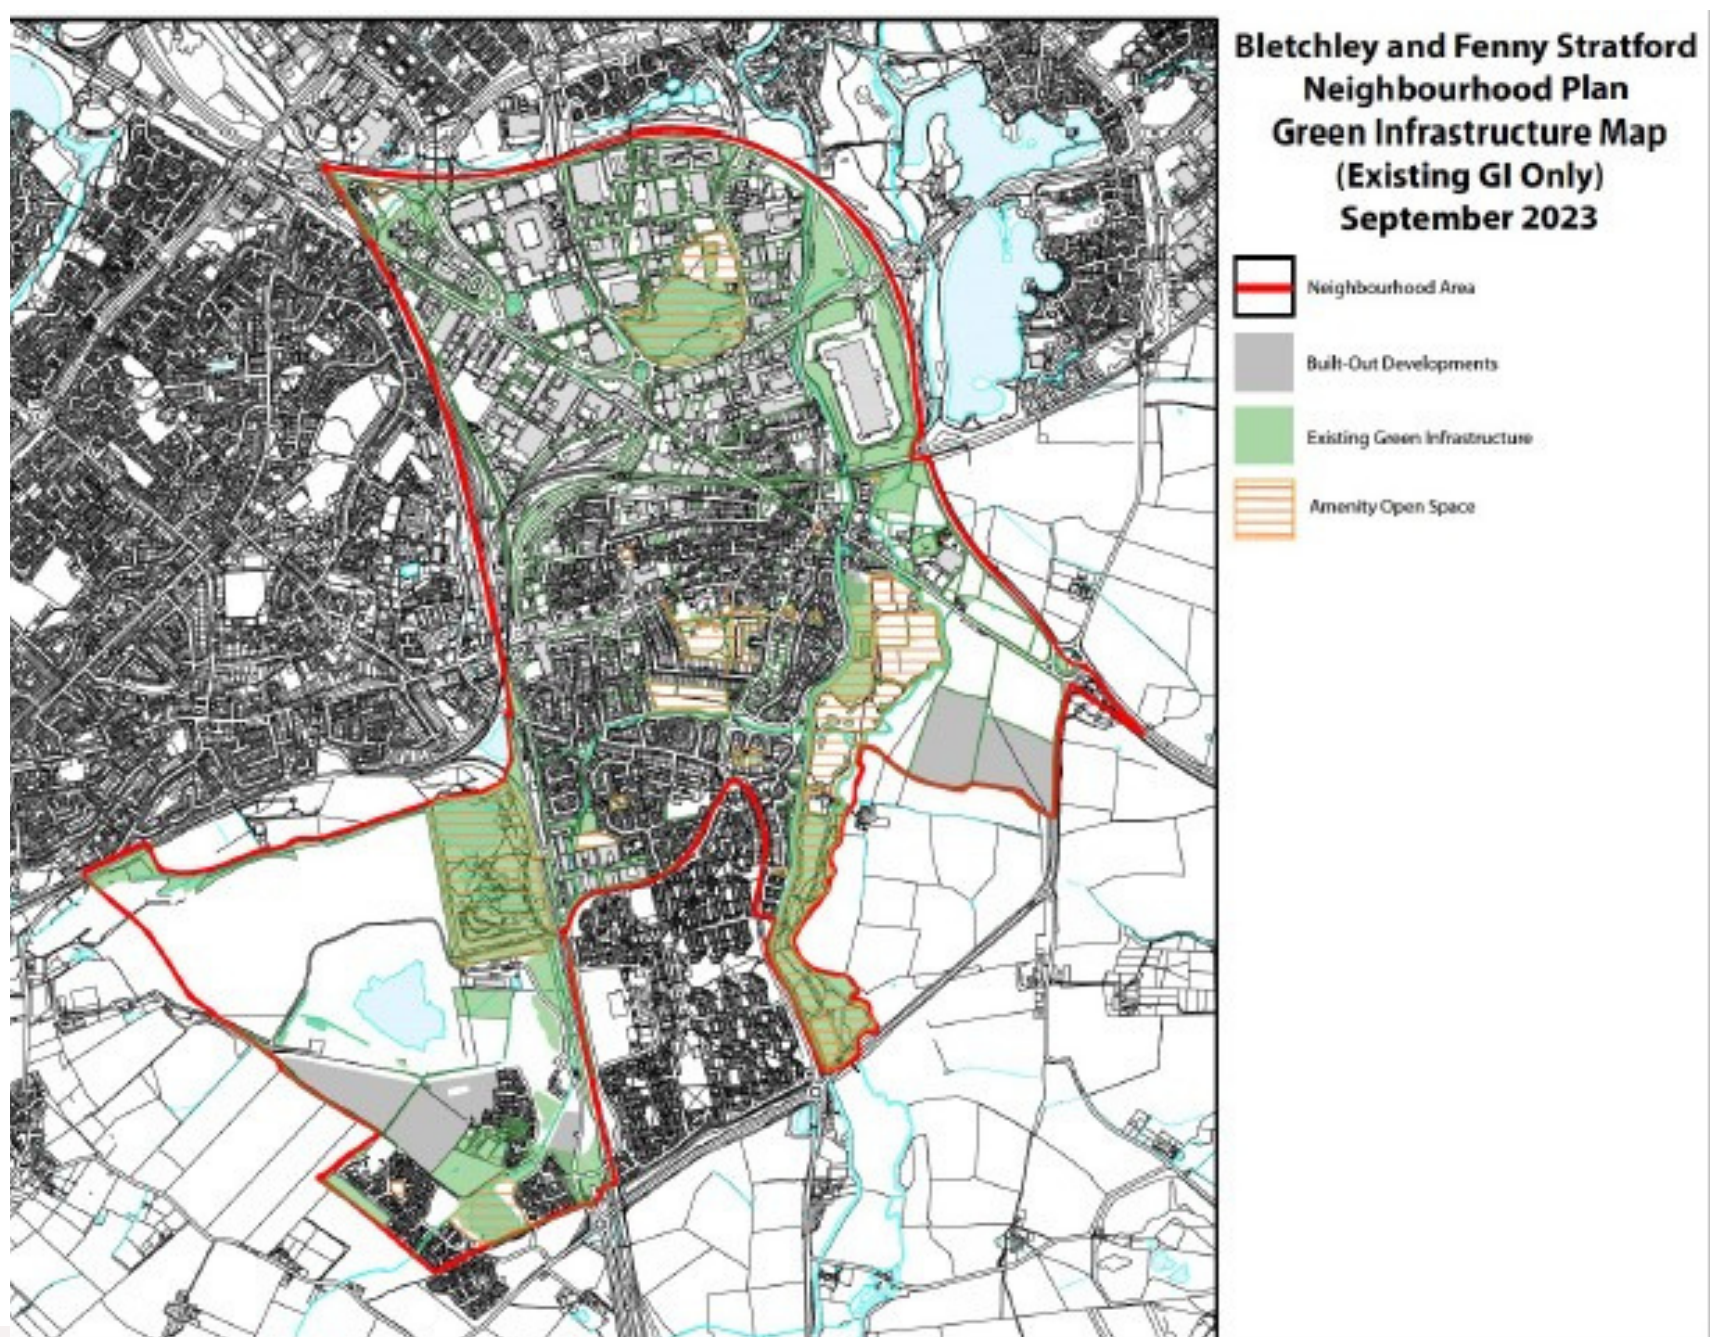 Bletchley and Fenny Stratford
Neighbourhood Plan
Green Infrastructure Map
(Existing GI Only)
September 2023
Neighbourhood Area
Built-Out Developments
Existing Green Infrastructure
Amenity Open Space